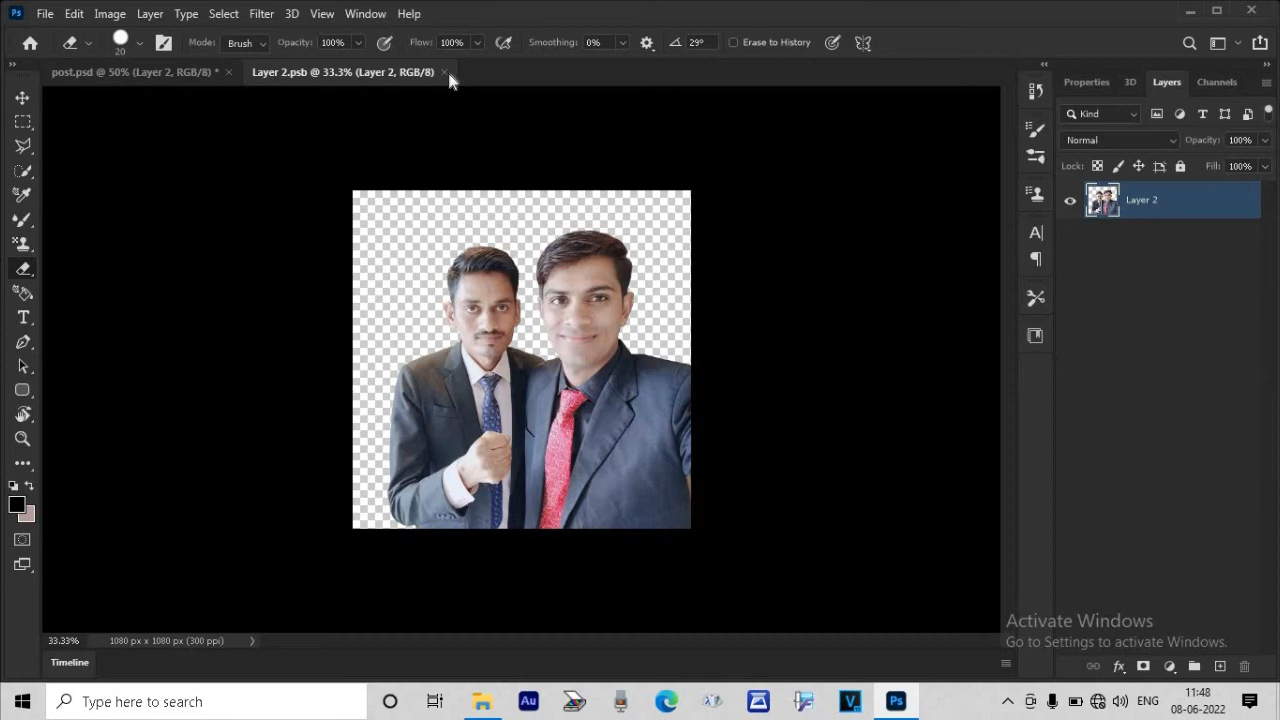 Ps File Edit Image Layer Type Select Filter 3D View Window Help
20 Mode: Brush Opacity: 100% Flow: 100% Smoothing: 0% 29° Erase to History
post.psd @ 50% (Layer 2, RGB/8) * Layer 2.psb @ 33.3% (Layer 2, RGB/8)
Properties 3D Layers Channels
Kind
Normal Opacity: 100%
Lock: Fill: 100%
Layer 2
Activate Windows
Go to Settings to activate Windows.
33.33% 1080 px x 1080 px (300 ppi)
Timeline
Type here to search Au V Ps ENG 11:48
08-06-2022